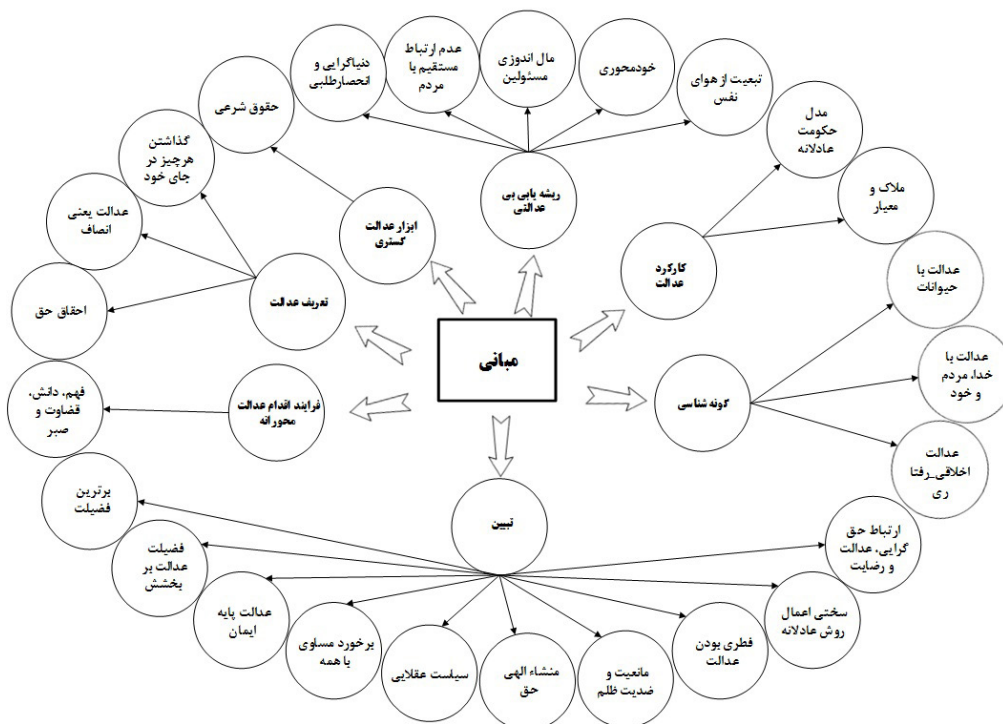 عدم ارتباط
مستقیم با
مردم
مال اندوزی
مسئولین
خودمحوری
دنیاگرایی و
انحصارطلبی
تبعیت از هوای
نفس
حقوق شرعی
مدل
حکومت
عادلانه
گذاشتن
هرچیز در
جای خود
ملاک و
معیار
ریشه یابی بی
عدالتی
عدالت یعنی
انصاف
ابزار عدالت
گستری
کارکرد
عدالت
عدالت با
حیوانات
تعریف عدالت
احقاق حق
مبانی
عدالت با
خدا، مردم
و خود
فهم، دانش،
قضاوت و
صبر
فرایند اقدام عدالت
محورانه
گونه شناسی
عدالت
اخلاقی_رفتا
ری
برترین
فضیلت
تبیین
ارتباط حق
گرایی، عدالت
و رضایت
فضیلت
عدالت بر
بخشش
سختی اعمال
روش عادلانه
عدالت پایه
ایمان
برخورد مساوی
با همه
سیاست عقلایی
منشاء الهی
حق
مانعیت و
ضدیت ظلم
فطری بودن
عدالت